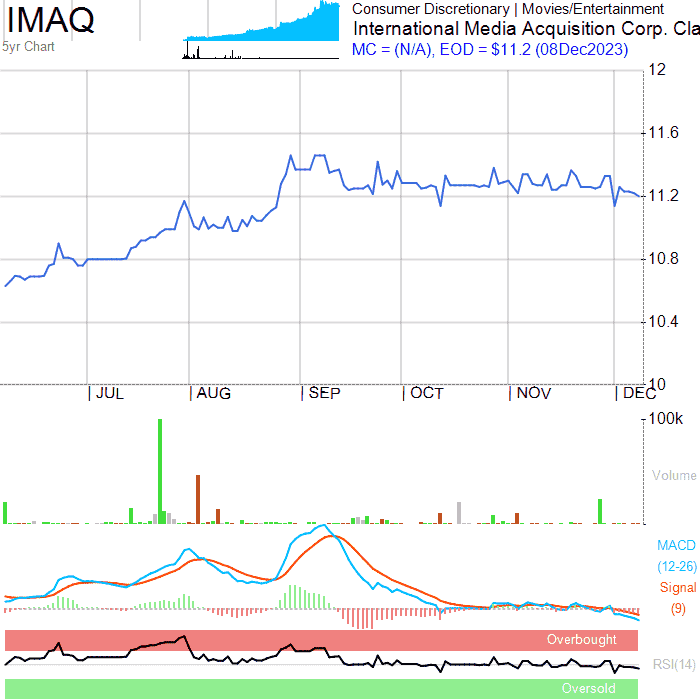 IMAQ
5yr Chart
Consumer Discretionary | Movies/Entertainment
International Media Acquisition Corp. Cla
MC = (N/A), EOD = $11.2 (08Dec2023)
12
11.6
11.2
10.8
10.4
10
JUL AUG SEP OCT NOV DEC
100k
Volume
MACD
(12-26)
Signal
(9)
Overbought
RSI(14)
Oversold